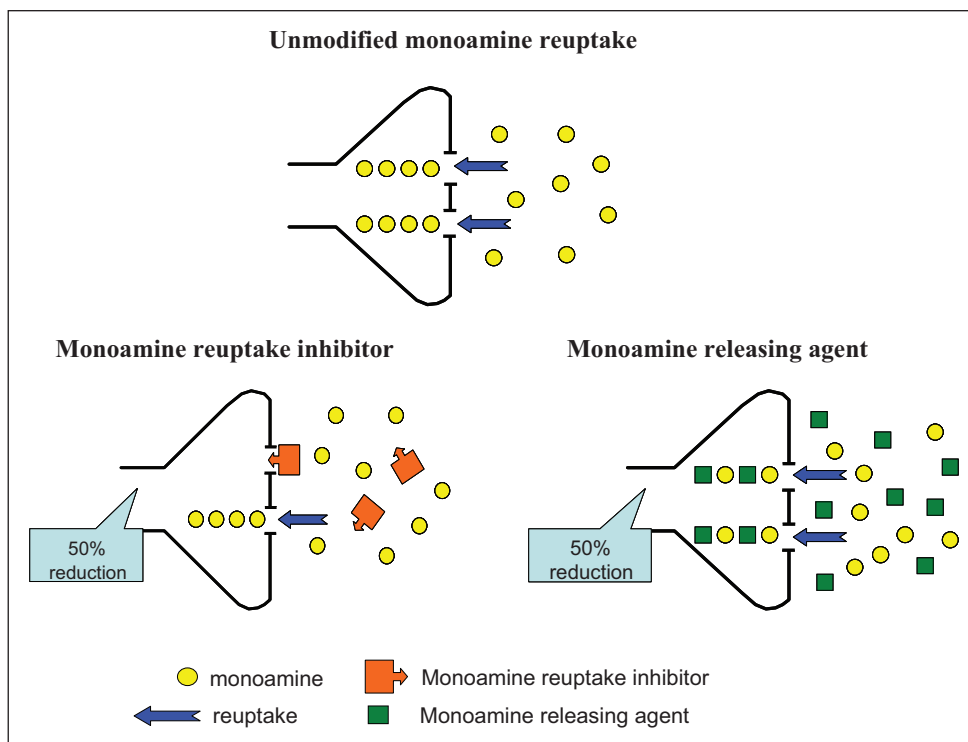 Unmodified monoamine reuptake
Monoamine reuptake inhibitor
Monoamine releasing agent
50%
reduction
50%
reduction
monoamine
Monoamine reuptake inhibitor
reuptake
Monoamine releasing agent